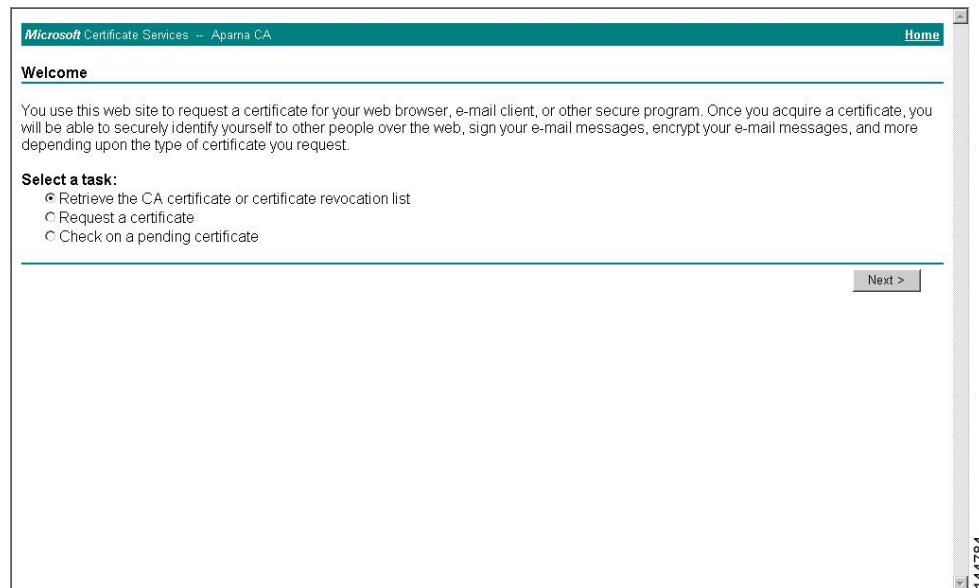 Microsoft Certificate Services -- Aparna CA Home
Welcome
You use this web site to request a certificate for your web browser, e-mail client, or other secure program. Once you acquire a certificate, you
will be able to securely identify yourself to other people over the web, sign your e-mail messages, encrypt your e-mail messages, and more
depending upon the type of certificate you request.
Select a task:
Retrieve the CA certificate or certificate revocation list
Request a certificate
Check on a pending certificate
Next >